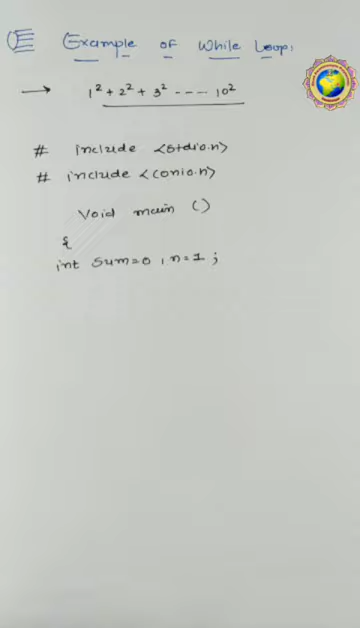 Example of While Loop:
→ 1² + 2² + 3² ---- 10²
# include <stdio.h>
# include <conio.h>
Void main ()
{
int Sum=0, n=1;